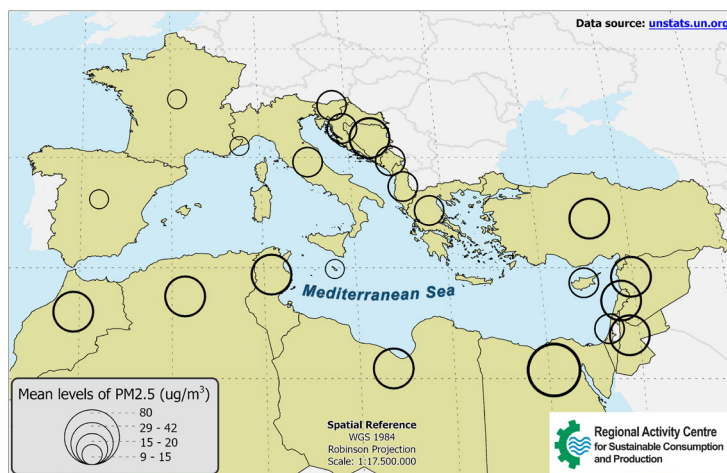 Data source: unstats.un.org
Mediterranean Sea
Mean levels of PM2.5 (ug/m³)
80
29 - 42
15 - 20
9 - 15
Spatial Reference
WGS 1984
Robinson Projection
Scale: 1:17.500.000
Regional Activity Centre
for Sustainable Consumption
and Production